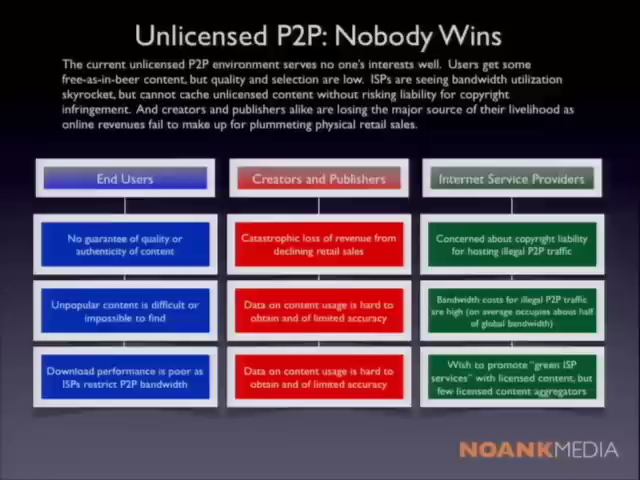 Unlicensed P2P: Nobody Wins
The current unlicensed P2P environment serves no one's interests well. Users get some
free-as-in-beer content, but quality and selection are low. ISPs are seeing bandwidth utilization
skyrocket, but cannot cache unlicensed content without risking liability for copyright
infringement. And creators and publishers alike are losing the major source of their livelihood as
online revenues fail to make up for plummeting physical retail sales.
End Users
No guarantee of quality or
authenticity of content
Unpopular content is difficult or
impossible to find
Download performance is poor as
ISPs restrict P2P bandwidth
Creators and Publishers
Catastrophic loss of revenue from
declining retail sales
Data on content usage is hard to
obtain and of limited accuracy
Data on content usage is hard to
obtain and of limited accuracy
Internet Service Providers
Concerned about copyright liability
for hosting illegal P2P traffic
Bandwidth costs for illegal P2P traffic
are high (on average occupies about half
of global bandwidth)
Wish to promote "green ISP
services" with licensed content, but
few licensed content aggregators
NOANKMEDIA